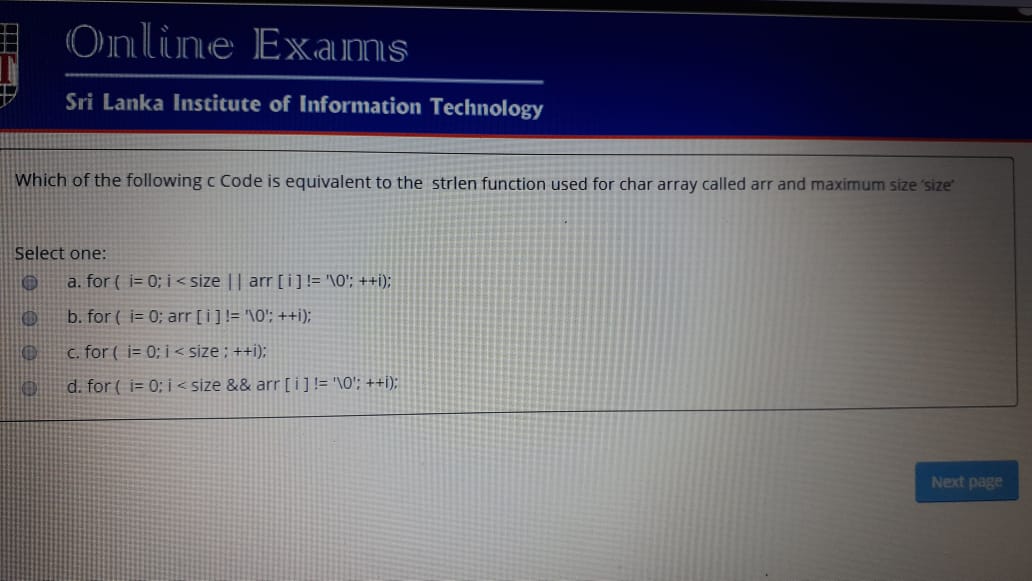 Online Exams
Sri Lanka Institute of Information Technology
Which of the following c Code is equivalent to the strlen function used for char array called arr and maximum size 'size'
Select one:
a. for ( i= 0; i < size || arr [ i ] != '\0'; ++i);
b. for ( i= 0; arr [ i ] != '\0'; ++i);
c. for ( i= 0; i < size ; ++i);
d. for ( i= 0; i < size && arr [ i ] != '\0'; ++i);
Next page